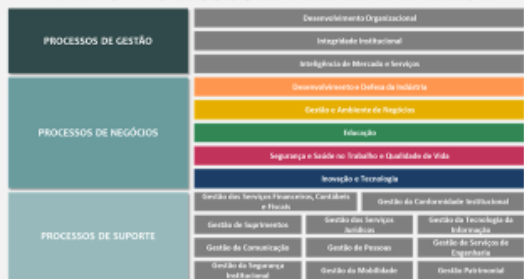 PROCESSOS DE GESTÃO
Desenvolvimento Organizacional
Integridade Institucional
Inteligência de Mercado e Serviços
PROCESSOS DE NEGÓCIOS
Desenvolvimento e Defesa da Indústria
Gestão e Ambiente de Negócios
Educação
Segurança e Saúde no Trabalho e Qualidade de Vida
Inovação e Tecnologia
PROCESSOS DE SUPORTE
Gestão dos Serviços Financeiros, Contábeis
e Fiscais
Gestão da Conformidade Institucional
Gestão de Suprimentos
Gestão dos Serviços
Jurídicos
Gestão da Tecnologia da
Informação
Gestão da Comunicação
Gestão de Pessoas
Gestão de Serviços de
Engenharia
Gestão da Segurança
Institucional
Gestão da Mobilidade
Gestão Patrimonial